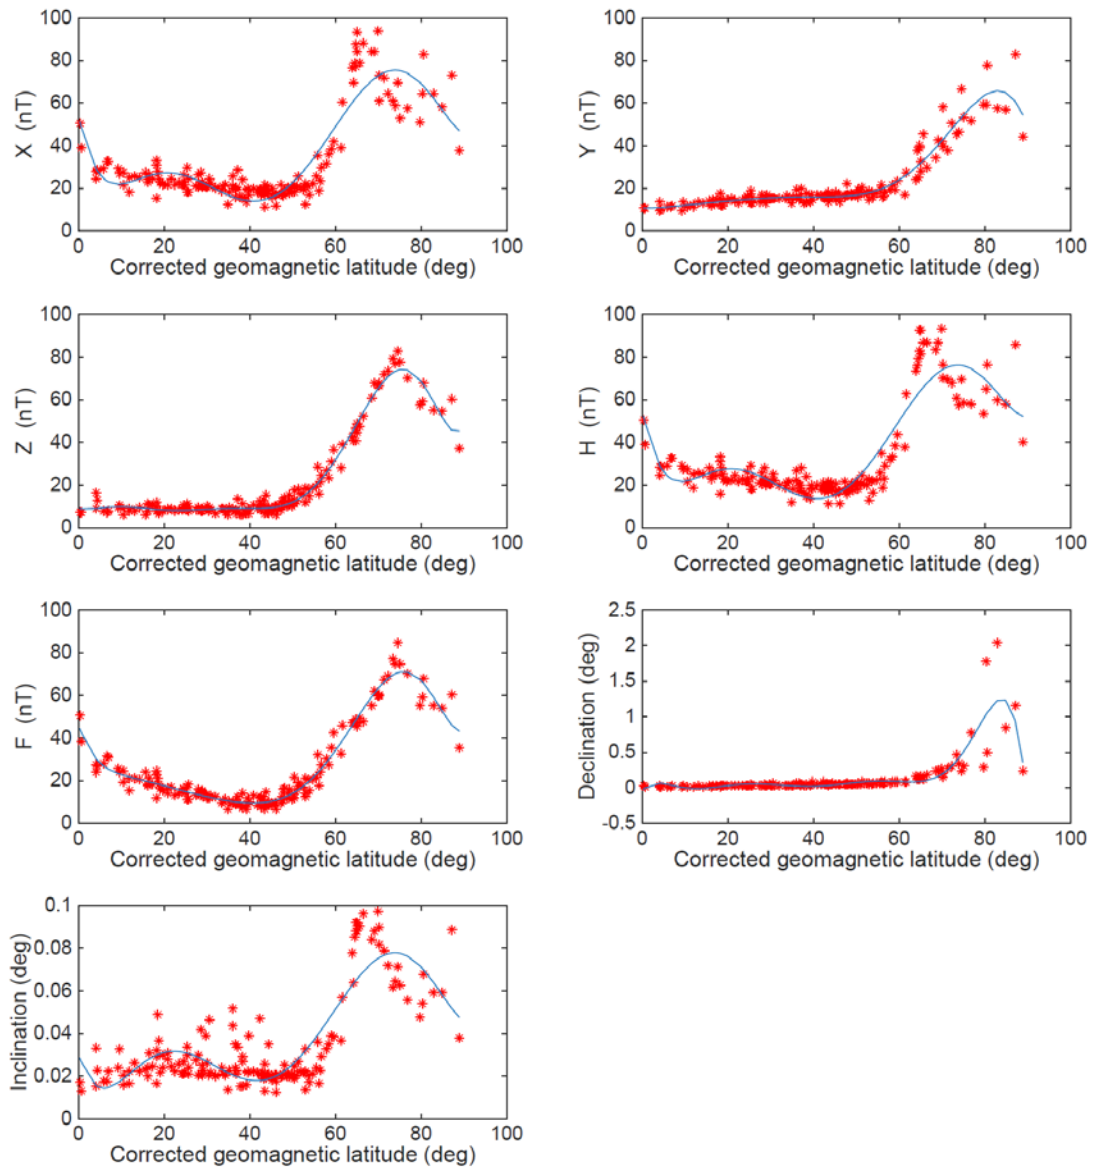 100
80
60
40
20
0
X (nT)
0 20 40 60 80 100
Corrected geomagnetic latitude (deg)
100
80
60
40
20
0
Y (nT)
0 20 40 60 80 100
Corrected geomagnetic latitude (deg)
100
80
60
40
20
0
Z (nT)
0 20 40 60 80 100
Corrected geomagnetic latitude (deg)
100
80
60
40
20
0
H (nT)
0 20 40 60 80 100
Corrected geomagnetic latitude (deg)
100
80
60
40
20
0
F (nT)
0 20 40 60 80 100
Corrected geomagnetic latitude (deg)
2.5
2
1.5
1
0.5
0
-0.5
Declination (deg)
0 20 40 60 80 100
Corrected geomagnetic latitude (deg)
0.1
0.08
0.06
0.04
0.02
0
Inclination (deg)
0 20 40 60 80 100
Corrected geomagnetic latitude (deg)